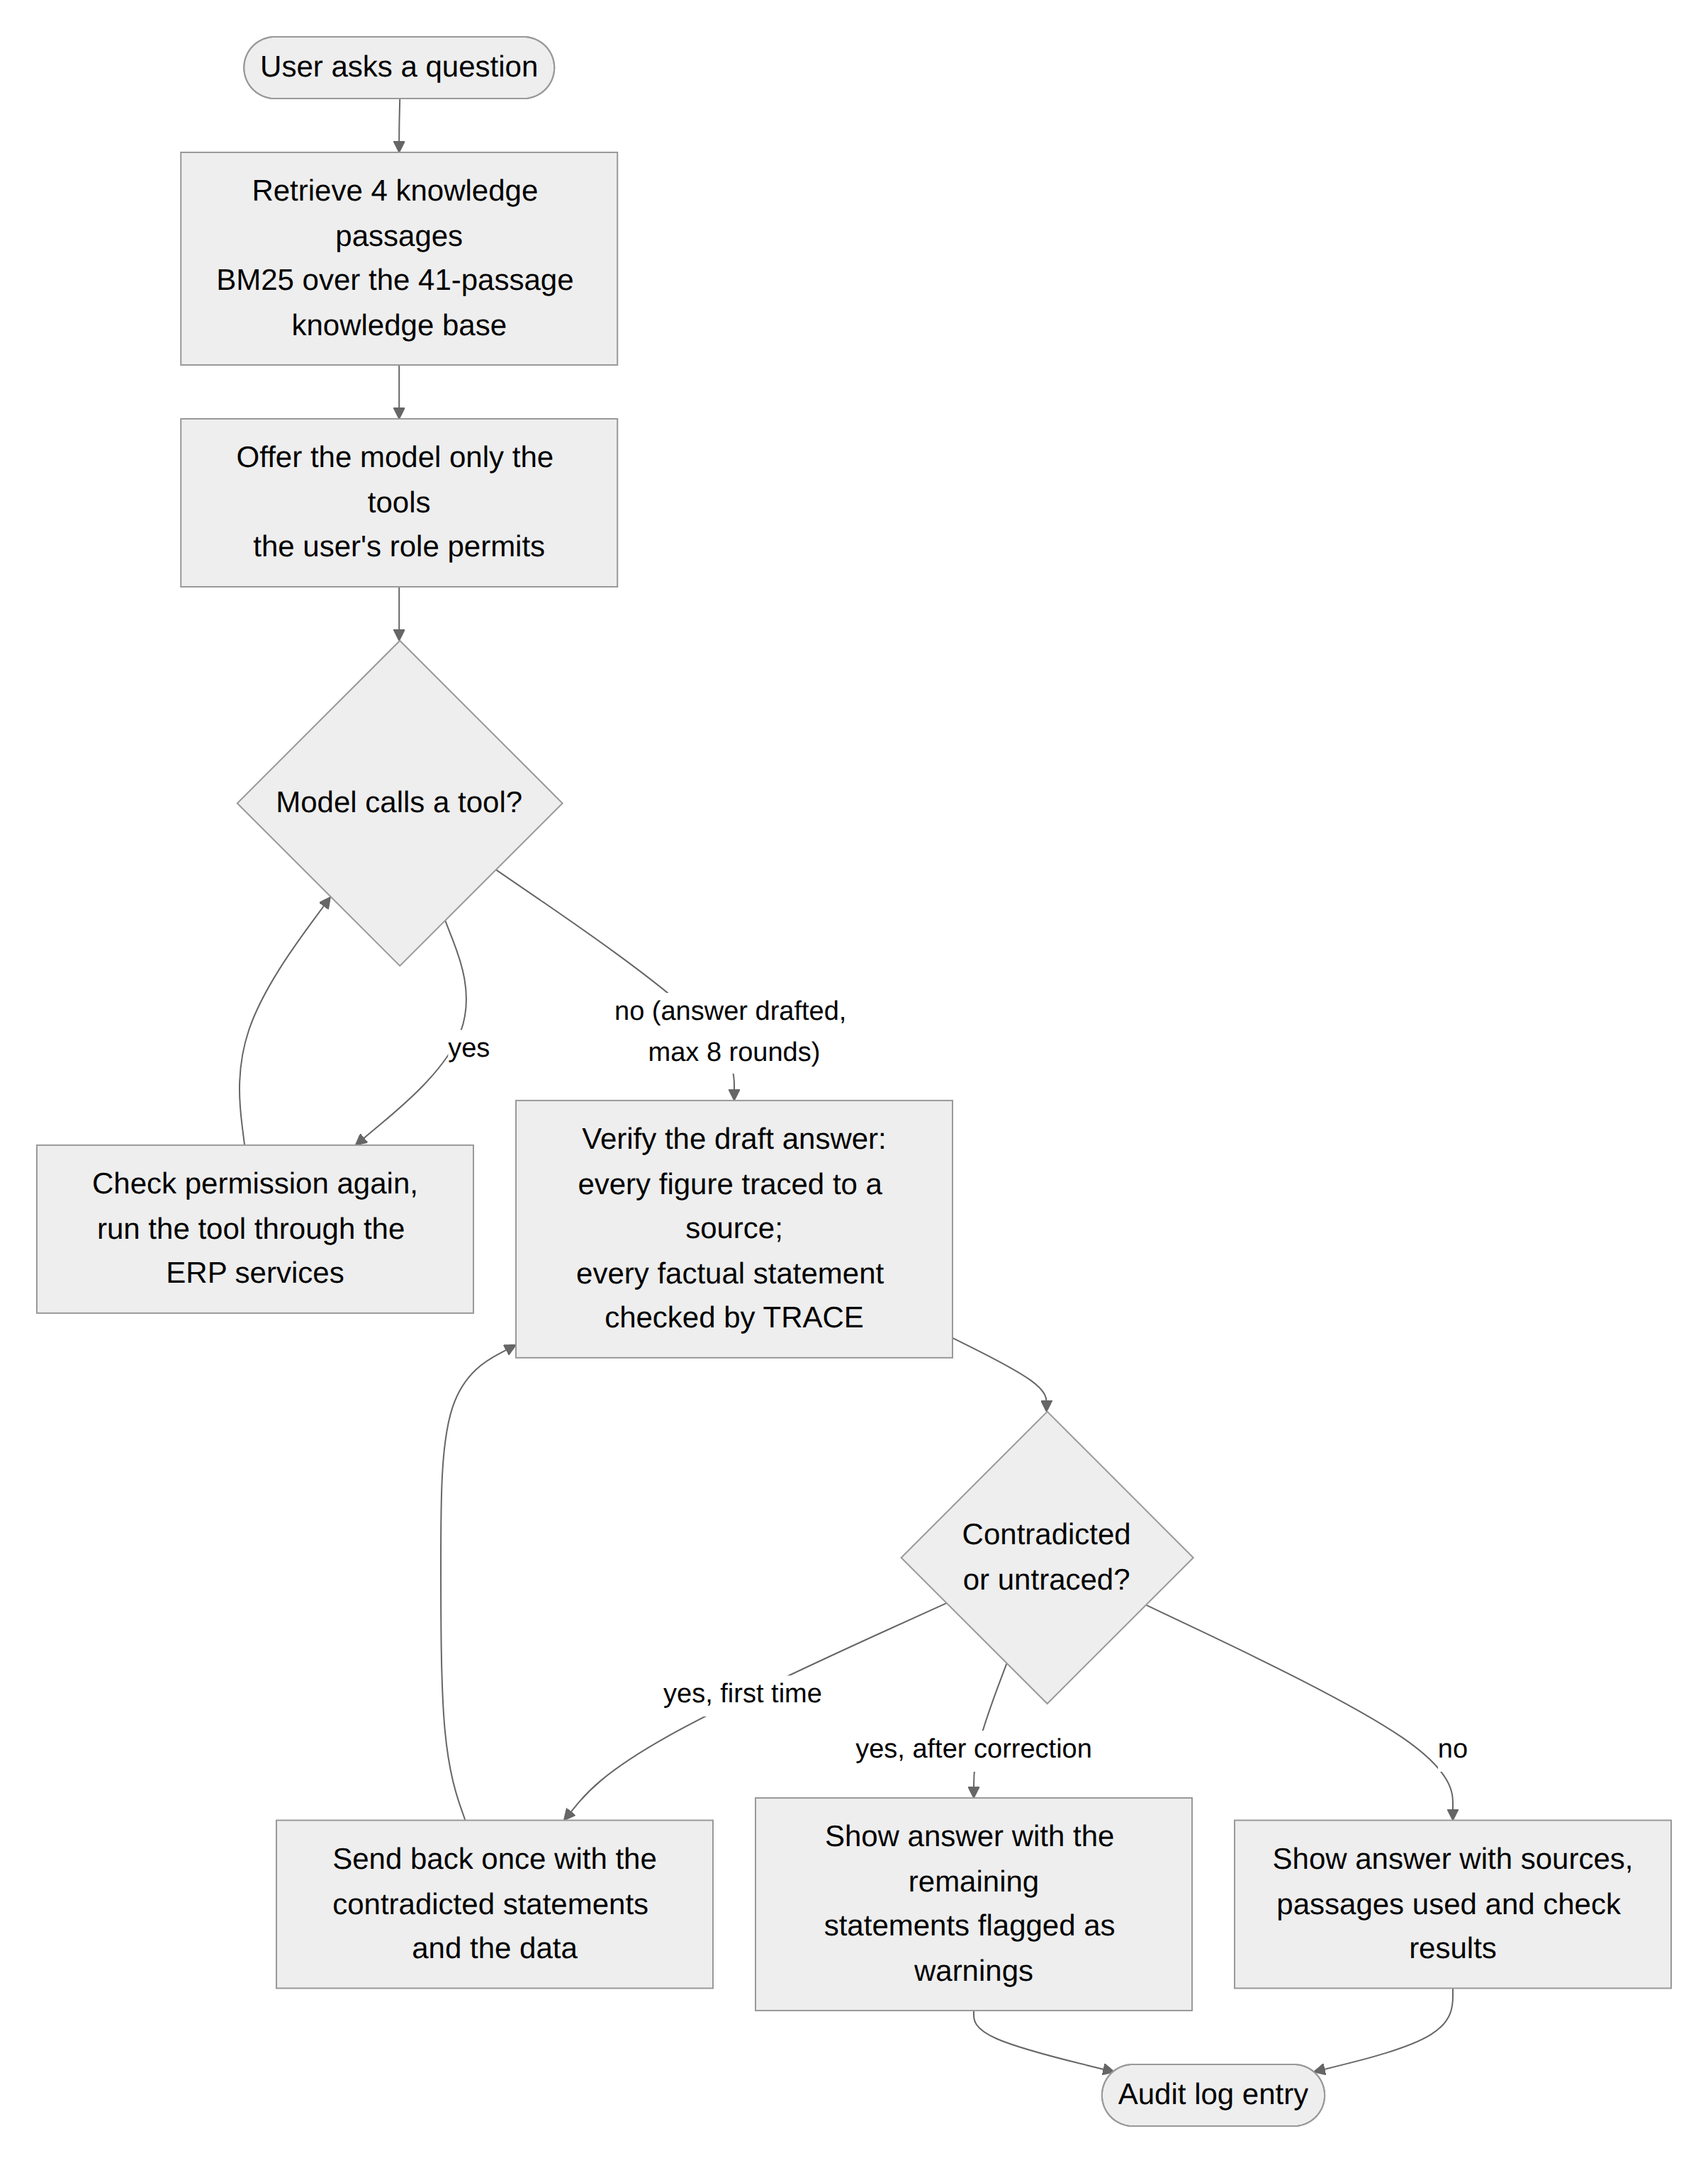 User asks a question
Retrieve 4 knowledge
passages
BM25 over the 41-passage
knowledge base
Offer the model only the
tools
the user's role permits
Model calls a tool?
no (answer drafted,
max 8 rounds)
yes
Check permission again,
run the tool through the
ERP services
Verify the draft answer:
every figure traced to a
source;
every factual statement
checked by TRACE
Contradicted
or untraced?
yes, first time
yes, after correction
no
Send back once with the
contradicted statements
and the data
Show answer with the
remaining
statements flagged as
warnings
Show answer with sources,
passages used and check
results
Audit log entry